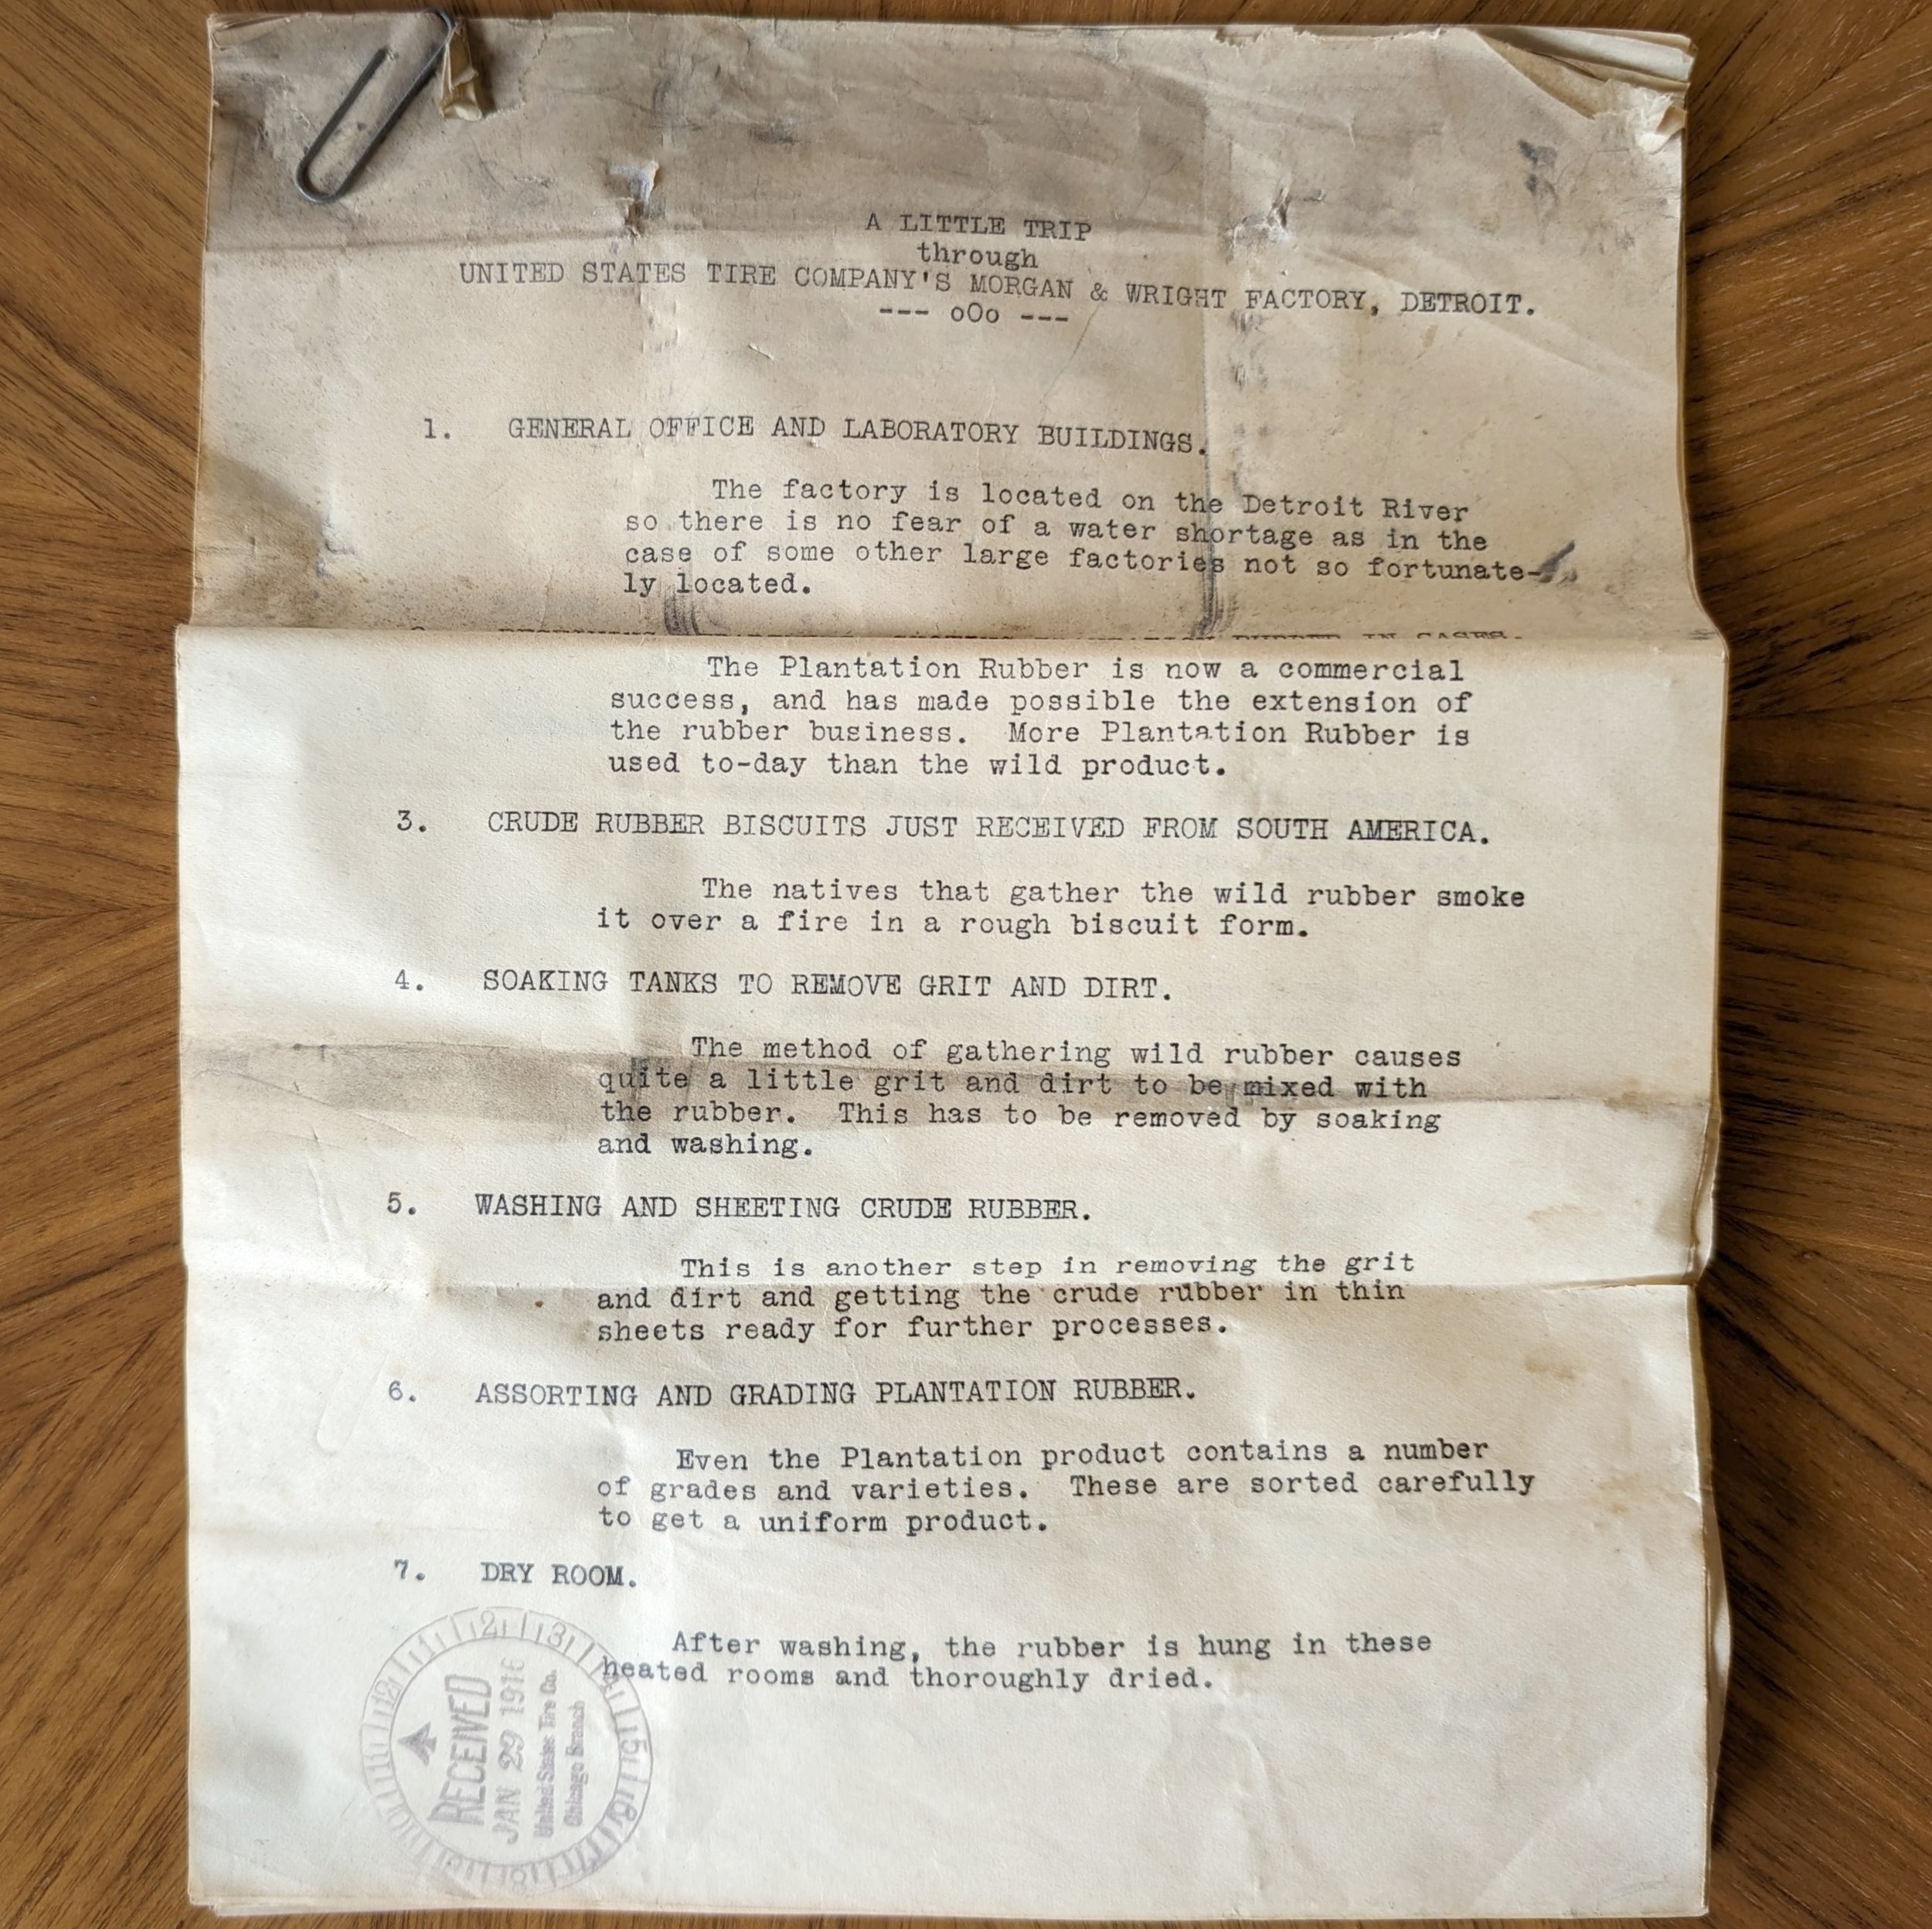 A LITTLE TRIP
through
UNITED STATES TIRE COMPANY'S MORGAN & WRIGHT FACTORY, DETROIT.
--- oOo ---
1. GENERAL OFFICE AND LABORATORY BUILDINGS.
The factory is located on the Detroit River
so there is no fear of a water shortage as in the
case of some other large factories not so fortunate-
ly located.
RUBBER IN CASES.
The Plantation Rubber is now a commercial
success, and has made possible the extension of
the rubber business. More Plantation Rubber is
used to-day than the wild product.
3. CRUDE RUBBER BISCUITS JUST RECEIVED FROM SOUTH AMERICA.
The natives that gather the wild rubber smoke
it over a fire in a rough biscuit form.
4. SOAKING TANKS TO REMOVE GRIT AND DIRT.
The method of gathering wild rubber causes
quite a little grit and dirt to be mixed with
the rubber. This has to be removed by soaking
and washing.
5. WASHING AND SHEETING CRUDE RUBBER.
This is another step in removing the grit
and dirt and getting the crude rubber in thin
sheets ready for further processes.
6. ASSORTING AND GRADING PLANTATION RUBBER.
Even the Plantation product contains a number
of grades and varieties. These are sorted carefully
to get a uniform product.
7. DRY ROOM.
After washing, the rubber is hung in these
heated rooms and thoroughly dried.
RECEIVED
JAN 29 1916
United States Tire Co.
Chicago Branch